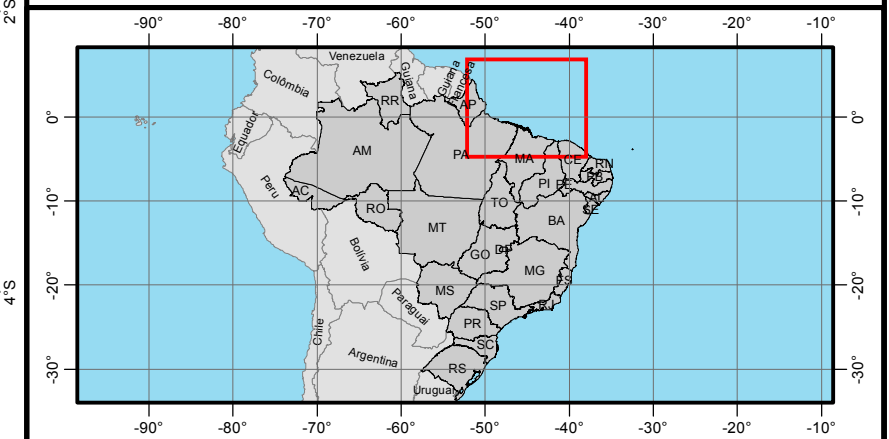 2°S
-90° -80° -70° -60° -50° -40° -30° -20° -10°
Venezuela
Colômbia
Guiana
Guiana
Francesa
RR
AP
0° 0°
Equador
AM
PA
MA
CE
RN
PB
Peru
AC
PI
PE
AL
-10° -10°
RO
TO
SE
BA
MT
Bolívia
GO
DF
4°S
MG
-20° -20°
MS
ES
Paraguai
SP
RJ
PR
Chile
SC
Argentina
-30° -30°
RS
Uruguai
-90° -80° -70° -60° -50° -40° -30° -20° -10°